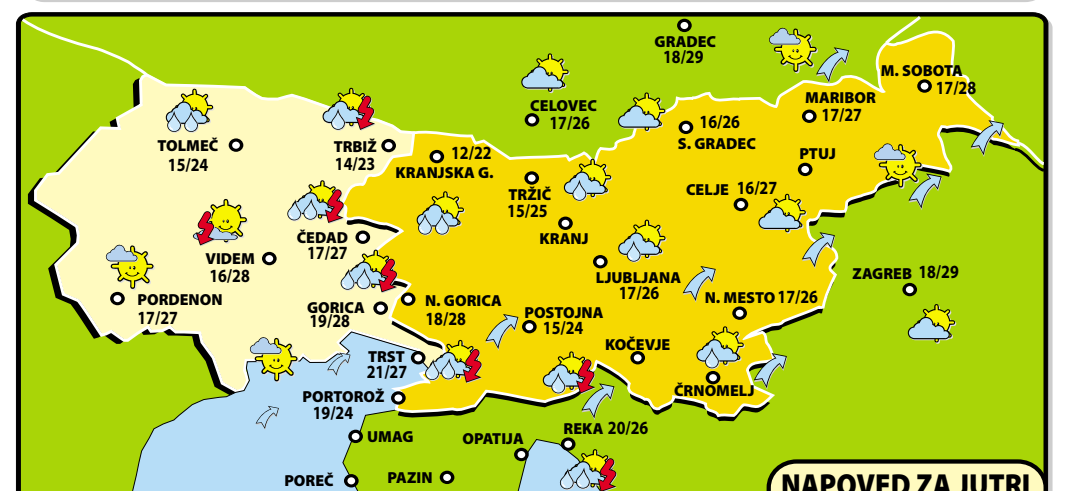 GRADEC
18/29
M. SOBOTA
17/28
CELOVEC
17/26
MARIBOR
17/27
16/26
S. GRADEC
TOLMEČ
15/24
TRBIŽ
14/23
12/22
KRANJSKA G.
PTUJ
TRŽIČ
15/25
CELJE 16/27
KRANJ
ČEDAD
17/27
VIDEM
16/28
LJUBLJANA
17/26
ZAGREB 18/29
PORDENON
17/27
GORICA
19/28
N. GORICA
18/28
N. MESTO 17/26
POSTOJNA
15/24
KOČEVJE
TRST
21/27
ČRNOMELJ
PORTOROŽ
19/24
UMAG
OPATIJA
REKA 20/26
POREČ
PAZIN
NAPOVED ZA JUTRI